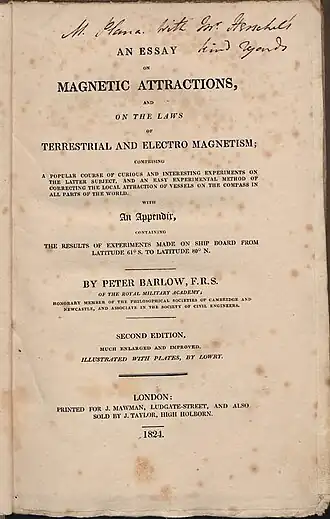 M. Plana. With Mr. Herschel's
kind regards
AN ESSAY
ON
MAGNETIC ATTRACTIONS,
AND
ON THE LAWS
OF
TERRESTRIAL AND ELECTRO MAGNETISM;
COMPRISING
A POPULAR COURSE OF CURIOUS AND INTERESTING EXPERIMENTS ON
THE LATTER SUBJECT, AND AN EASY EXPERIMENTAL METHOD OF
CORRECTING THE LOCAL ATTRACTION OF VESSELS ON THE COMPASS IN
ALL PARTS OF THE WORLD.
WITH
An Appendix,
CONTAINING
THE RESULTS OF EXPERIMENTS MADE ON SHIP BOARD FROM
LATITUDE 61° S. TO LATITUDE 80° N.
BY PETER BARLOW, F.R.S.
OF THE ROYAL MILITARY ACADEMY;
HONORARY MEMBER OF THE PHILOSOPHICAL SOCIETIES OF CAMBRIDGE AND
NEWCASTLE, AND ASSOCIATE IN THE SOCIETY OF CIVIL ENGINEERS.
SECOND EDITION,
MUCH ENLARGED AND IMPROVED,
ILLUSTRATED WITH PLATES, BY LOWRY.
LONDON:
PRINTED FOR J. MAWMAN, LUDGATE-STREET, AND ALSO
SOLD BY J. TAYLOR, HIGH HOLBORN.
1824.